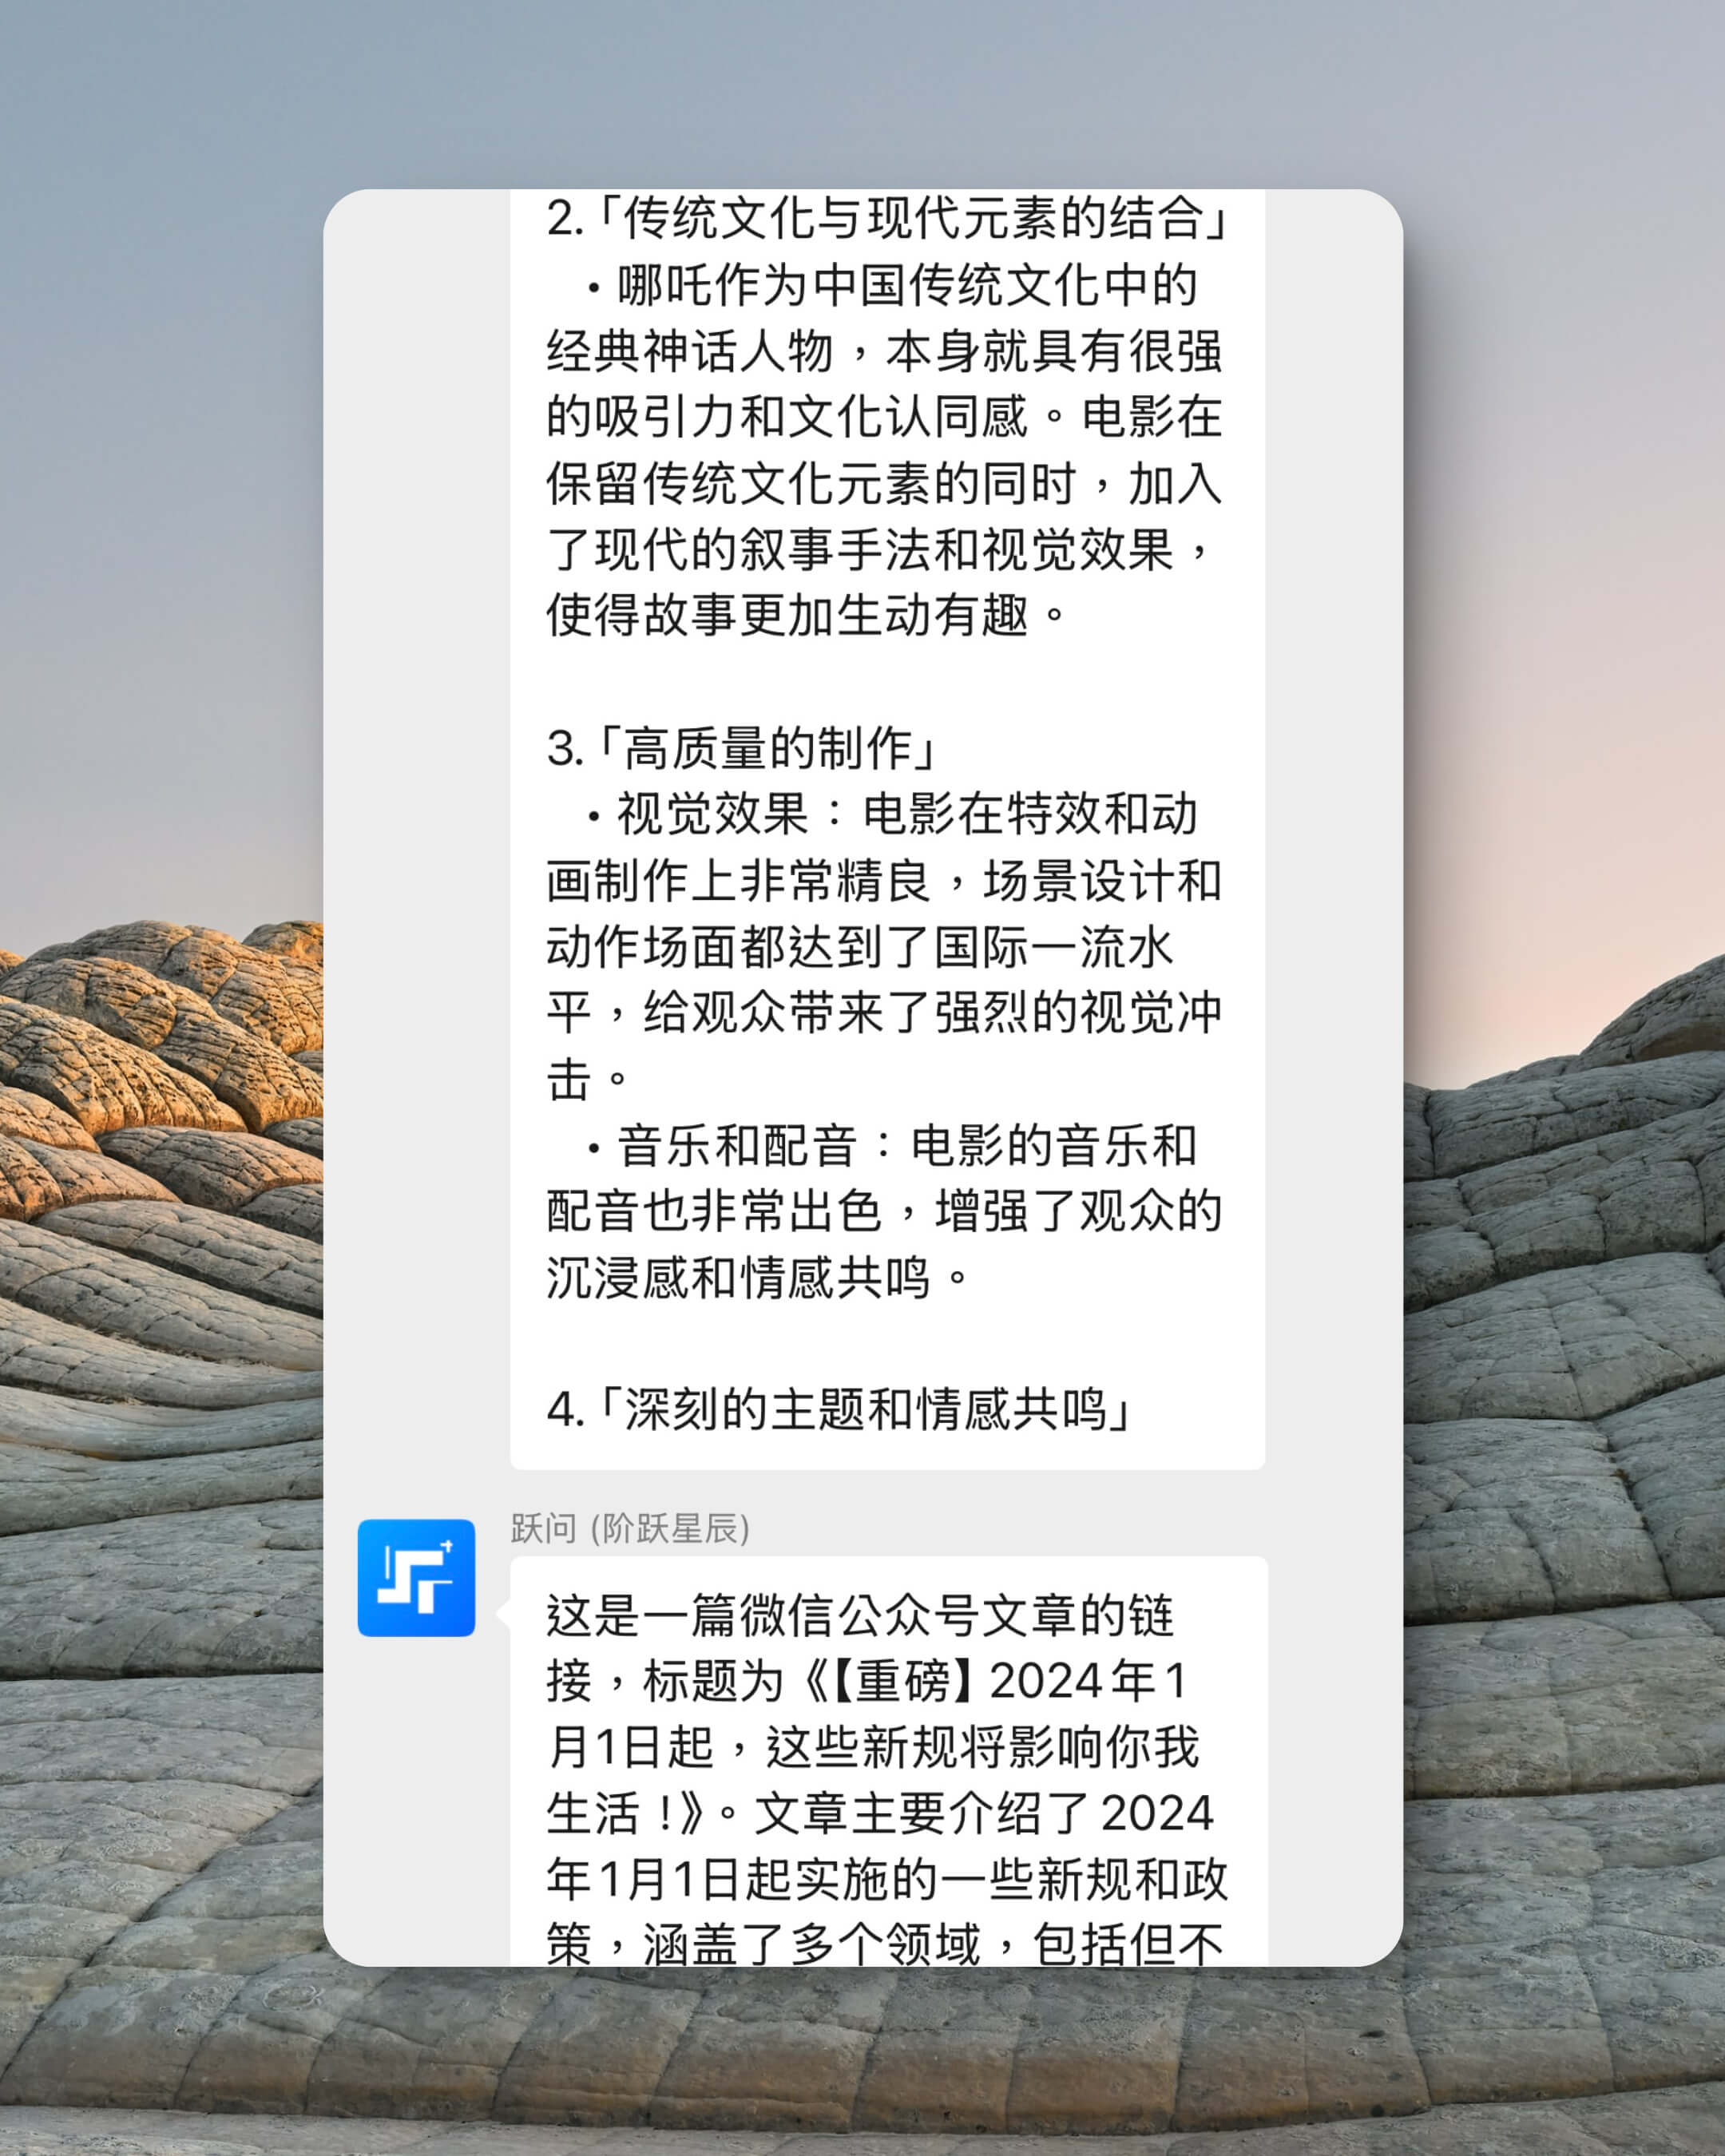 2.「传统文化与现代元素的结合」
• 哪吒作为中国传统文化中的
经典神话人物，本身就具有很强
的吸引力和文化认同感。电影在
保留传统文化元素的同时，加入
了现代的叙事手法和视觉效果，
使得故事更加生动有趣。
3.「高质量的制作」
• 视觉效果：电影在特效和动
画制作上非常精良，场景设计和
动作场面都达到了国际一流水
平，给观众带来了强烈的视觉冲
击。
• 音乐和配音：电影的音乐和
配音也非常出色，增强了观众的
沉浸感和情感共鸣。
4.「深刻的主题和情感共鸣」
跃问 (阶跃星辰)
这是一篇微信公众号文章的链
接，标题为《【重磅】2024年1
月1日起，这些新规将影响你我
生活！》。文章主要介绍了2024
年1月1日起实施的一些新规和政
策，涵盖了多个领域，包括但不